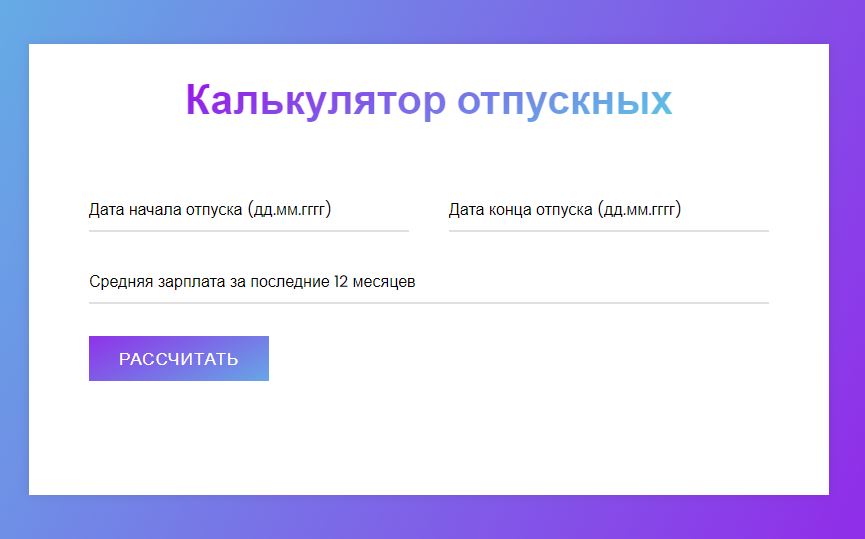 Калькулятор отпускных
Дата начала отпуска (дд.мм.гггг)
Дата конца отпуска (дд.мм.гггг)
Средняя зарплата за последние 12 месяцев
РАССЧИТАТЬ